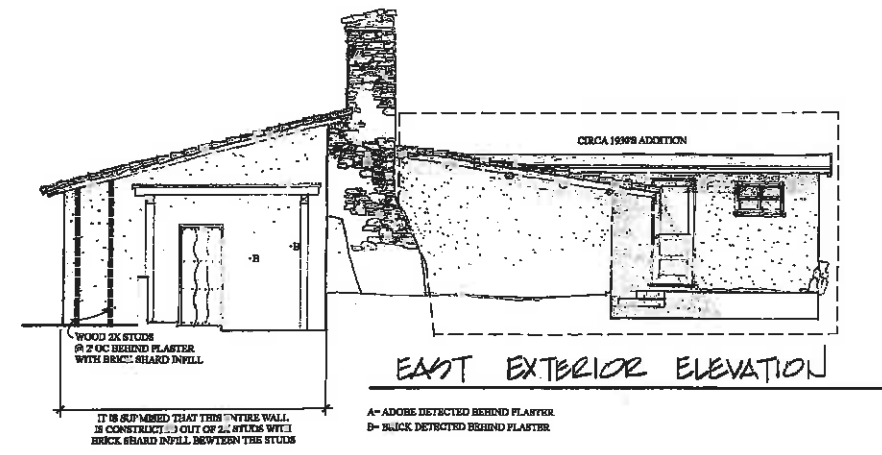 CIRCA 1930'S ADDITION
-B
-B
WOOD 2X STUDS
@ 2' OC BEHIND PLASTER
WITH BRICK SHARD INFILL
EAST EXTERIOR ELEVATION
IT IS SURMISED THAT THIS ENTIRE WALL
IS CONSTRUCTED OUT OF 2X STUDS WITH
BRICK SHARD INFILL BEWTEEN THE STUDS
A= ADOBE DETECTED BEHIND PLASTER
B= BRICK DETECTED BEHIND PLASTER